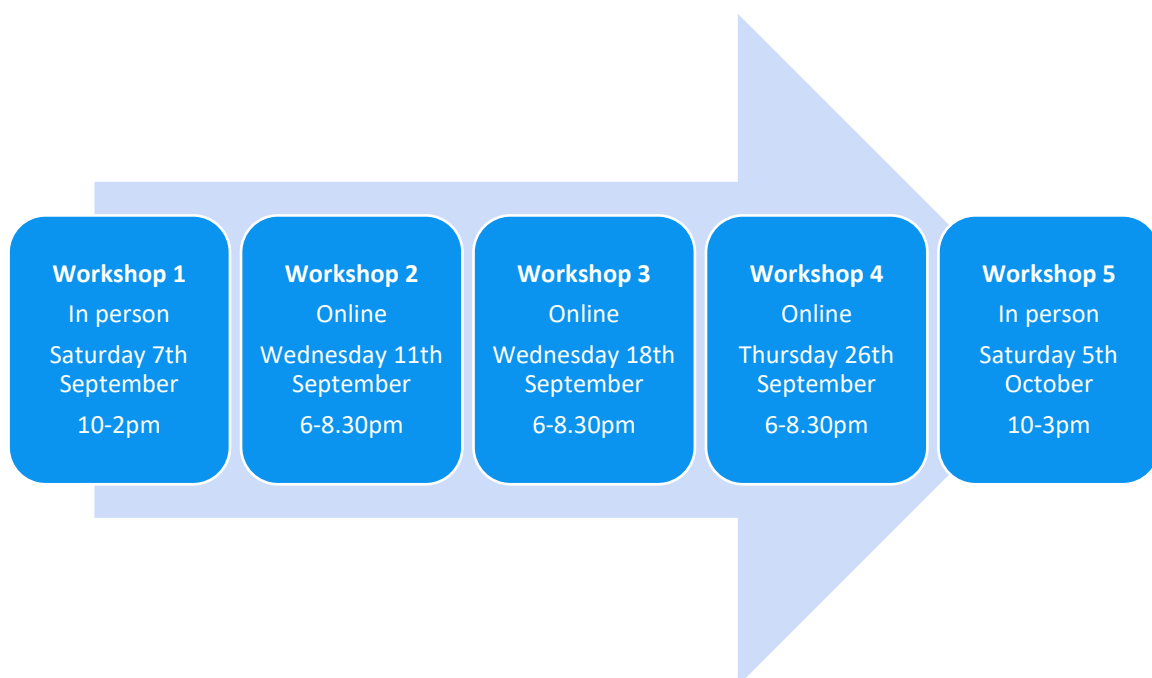 Workshop 1
In person
Saturday 7th
September
10-2pm
Workshop 2
Online
Wednesday 11th
September
6-8.30pm
Workshop 3
Online
Wednesday 18th
September
6-8.30pm
Workshop 4
Online
Thursday 26th
September
6-8.30pm
Workshop 5
In person
Saturday 5th
October
10-3pm